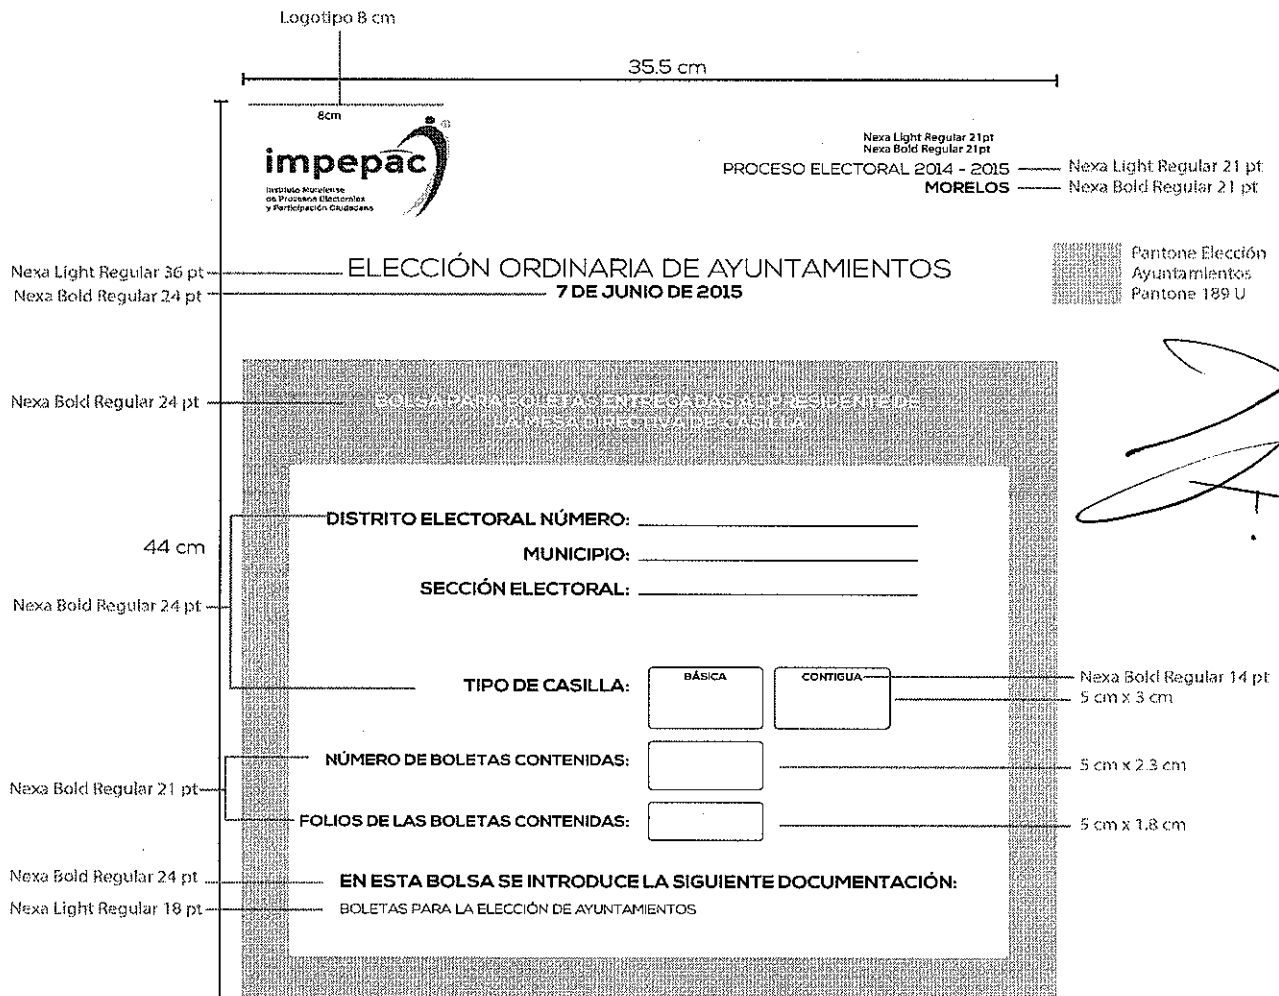 Logotipo 8 cm
35.5 cm
8cm
impepac
Instituto Morelense
de Procesos Electorales
y Participación Ciudadana
Nexa Light Regular 21pt
Nexa Bold Regular 21pt
PROCESO ELECTORAL 2014 - 2015
Nexa Light Regular 21 pt
MORELOS
Nexa Bold Regular 21 pt
Nexa Light Regular 36 pt
ELECCIÓN ORDINARIA DE AYUNTAMIENTOS
Nexa Bold Regular 24 pt
7 DE JUNIO DE 2015
Pantone Elección
Ayuntamientos
Pantone 189 U
Nexa Bold Regular 24 pt
BOLSA PARA BOLETAS ENTREGADAS AL PRESIDENTE DE
LA MESA DIRECTIVA DE CASILLA
44 cm
Nexa Bold Regular 24 pt
DISTRITO ELECTORAL NÚMERO:
MUNICIPIO:
SECCIÓN ELECTORAL:
TIPO DE CASILLA:
BÁSICA
CONTIGUA
Nexa Bold Regular 14 pt
5 cm x 3 cm
Nexa Bold Regular 21 pt
NÚMERO DE BOLETAS CONTENIDAS:
5 cm x 2.3 cm
FOLIOS DE LAS BOLETAS CONTENIDAS:
5 cm x 1.8 cm
Nexa Bold Regular 24 pt
EN ESTA BOLSA SE INTRODUCE LA SIGUIENTE DOCUMENTACIÓN:
Nexa Light Regular 18 pt
BOLETAS PARA LA ELECCIÓN DE AYUNTAMIENTOS